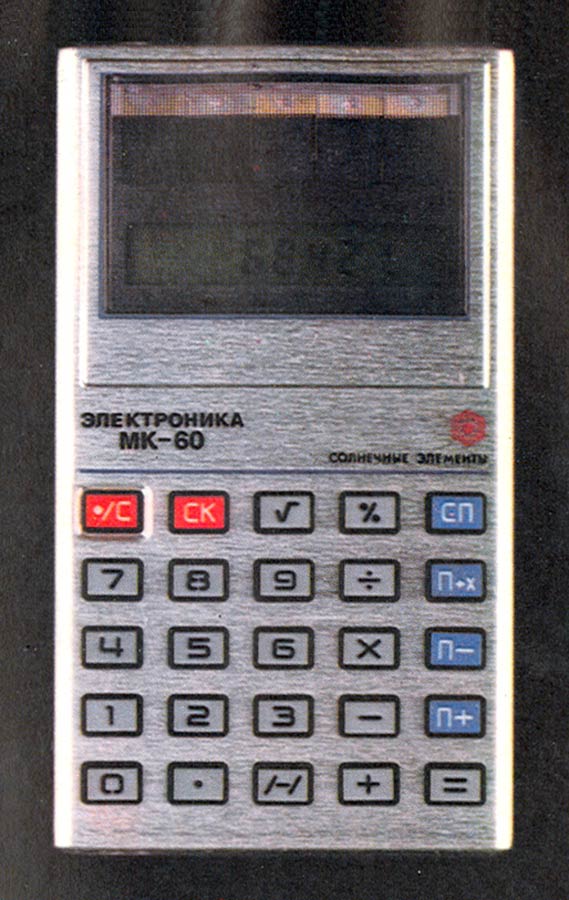 ЭЛЕКТРОНИКА
МК-60
СОЛНЕЧНЫЕ ЭЛЕМЕНТЫ
•/С СК √ % СП
7 8 9 ÷ П→х
4 5 6 × П−
1 2 3 − П+
0 · /−/ + =